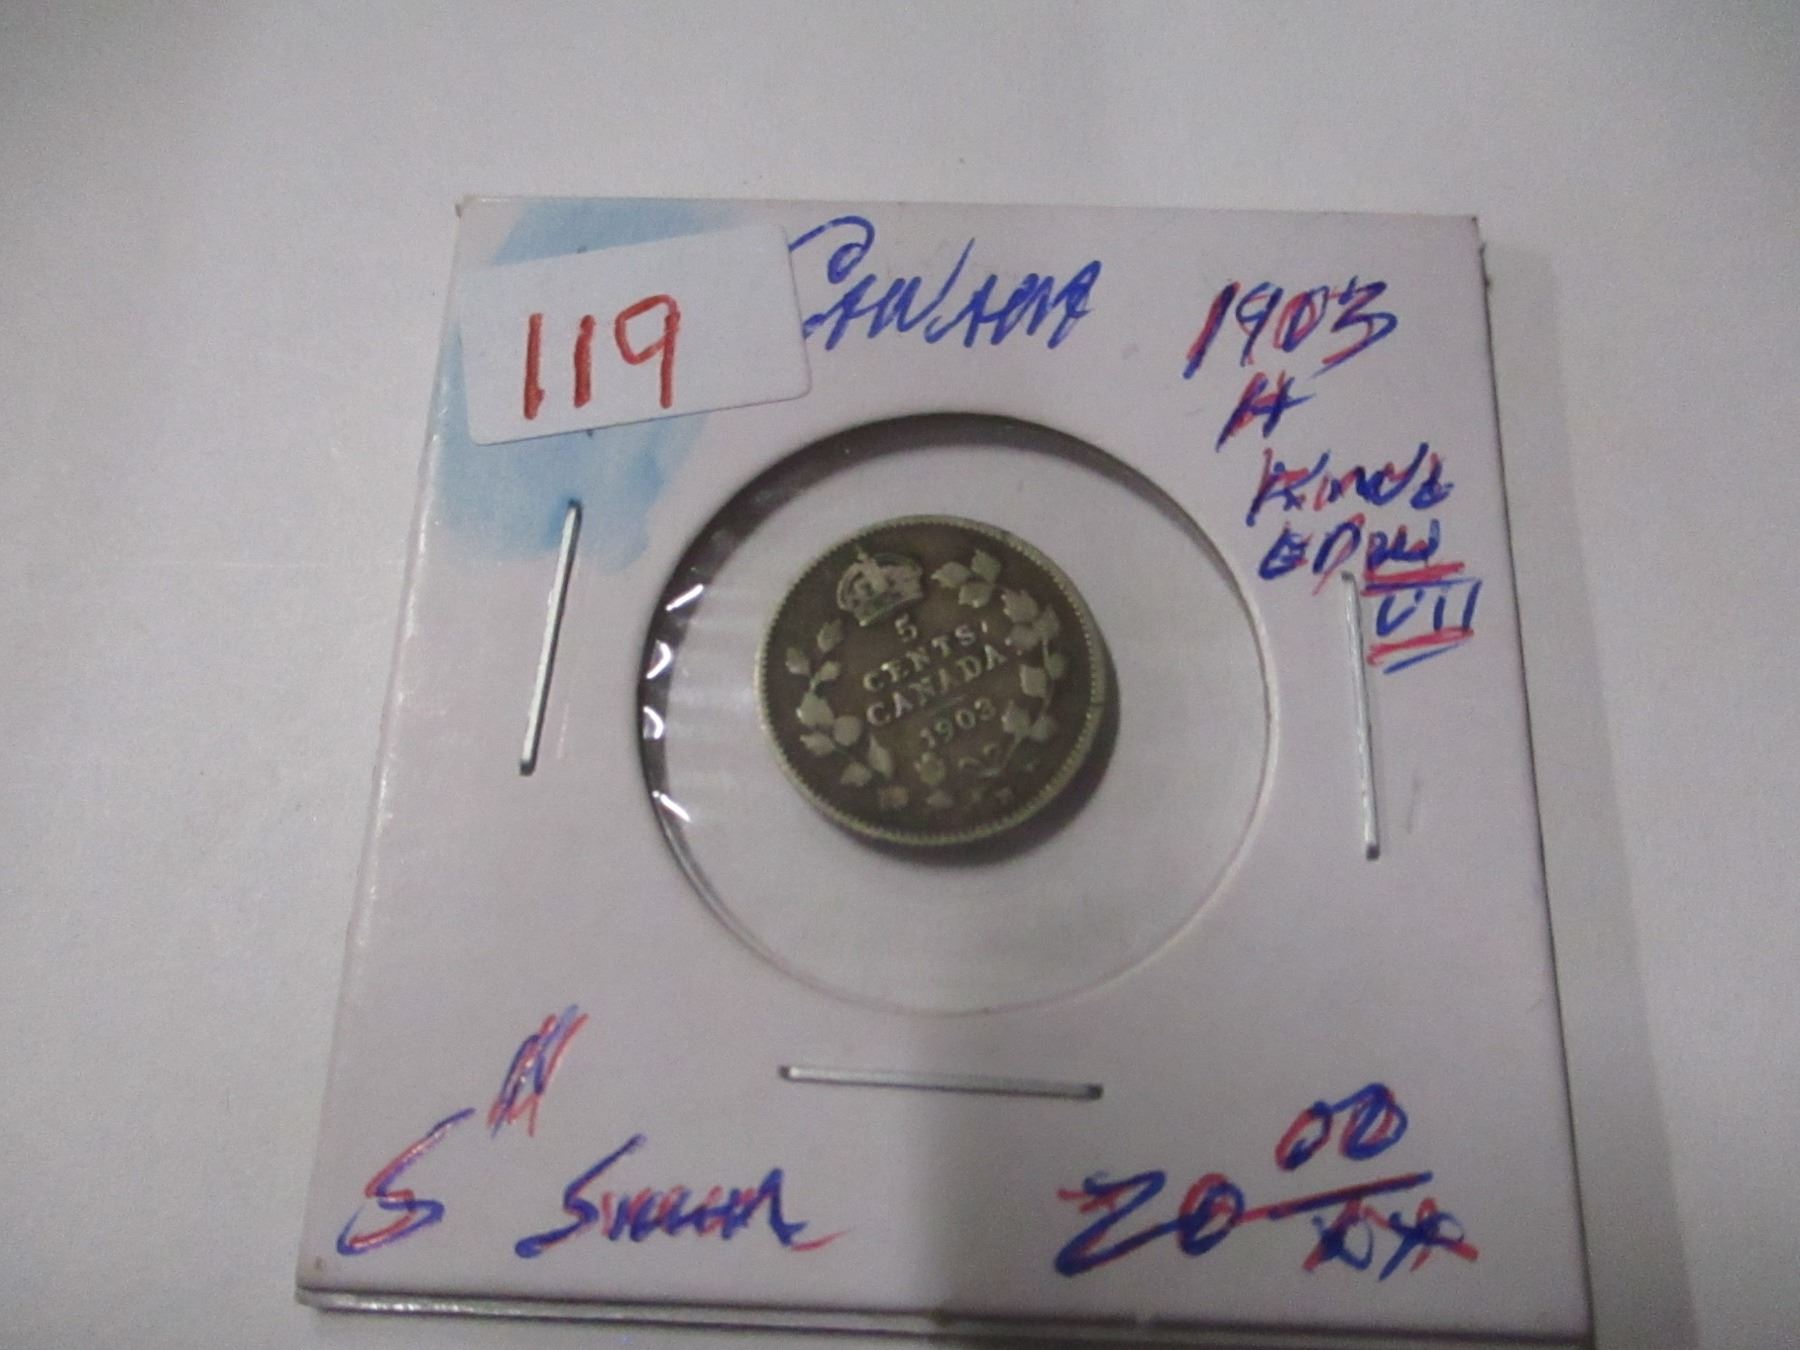 119
Canada
1903
H
King
EDW
VII
5
CENTS
CANADA
1903
5¢
Silver
20 00